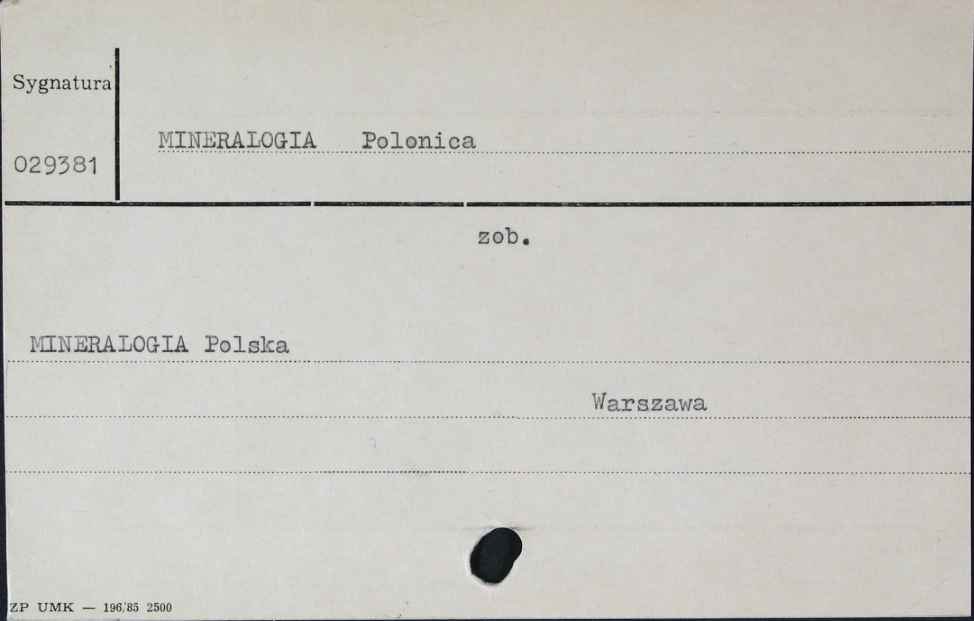 Sygnatura
MINERALOGIA Polonica
029381
zob.
MINERALOGIA Polska
Warszawa
ZP UMK — 196/85 2500